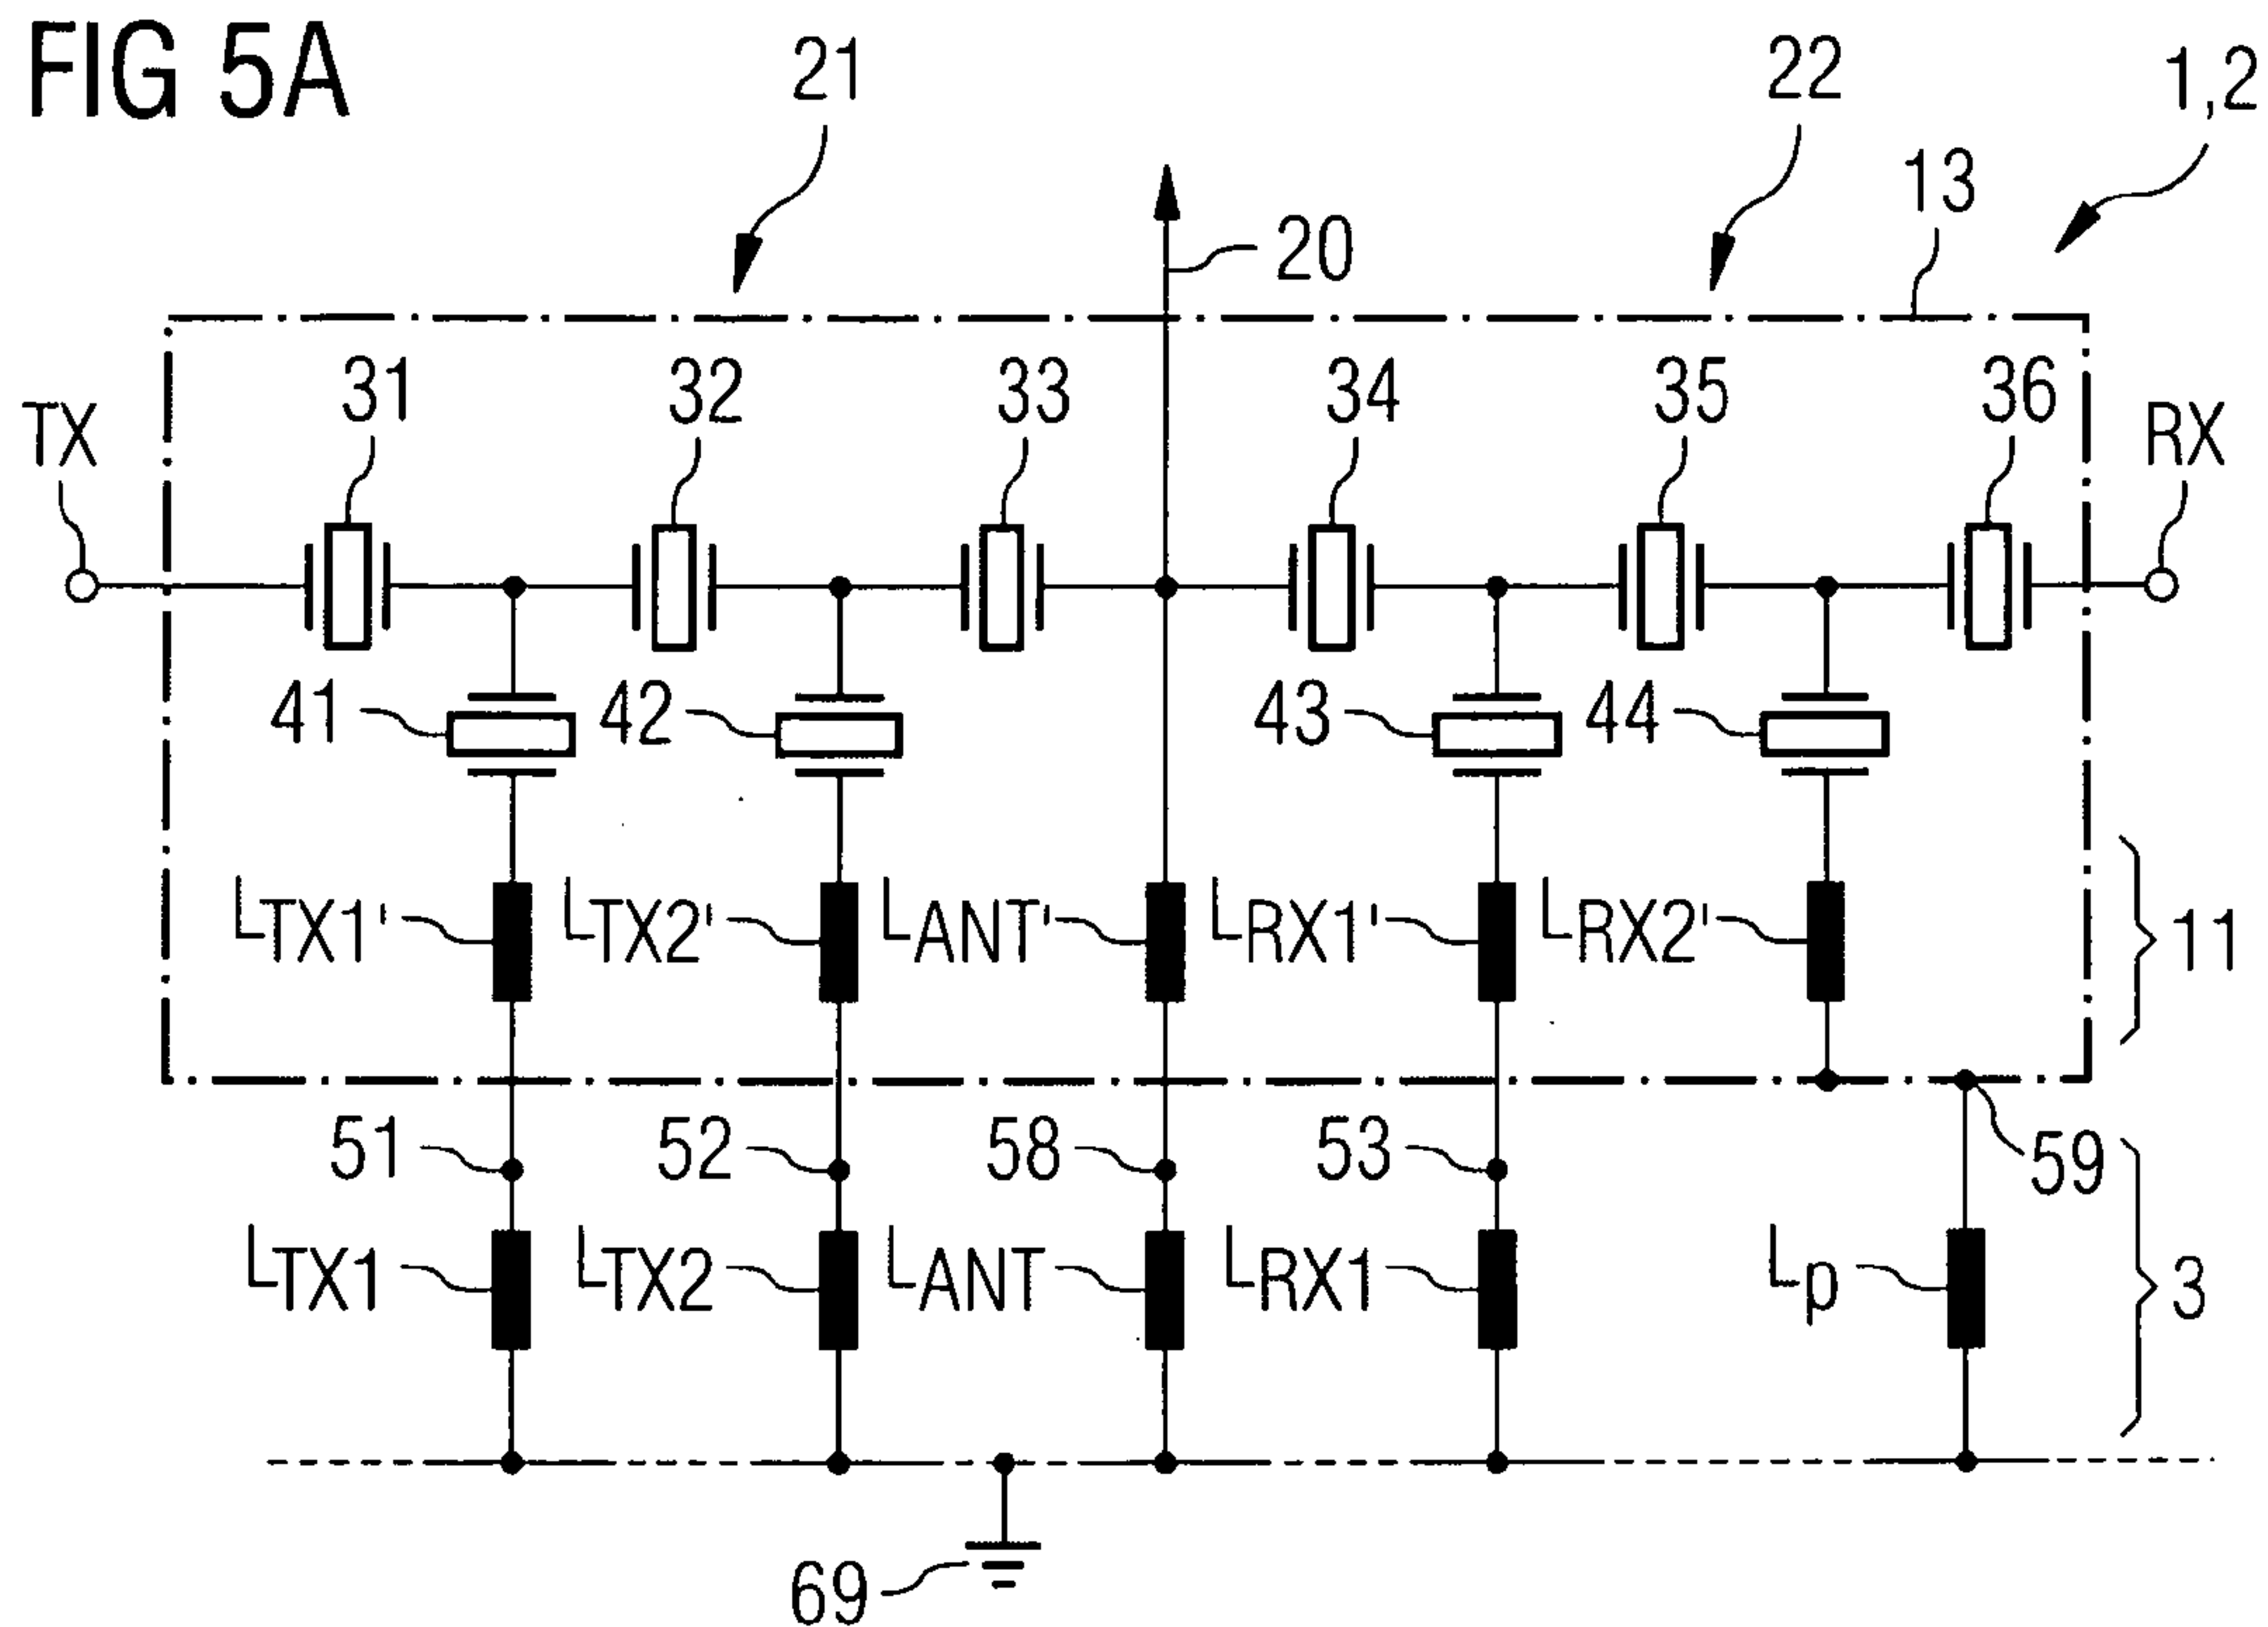 FIG 5A
21
22
1,2
13
20
31
32
33
34
35
36
TX
RX
41
42
43
44
LTX1'
LTX2'
LANT'
LRX1'
LRX2'
11
51
52
58
53
59
LTX1
LTX2
LANT
LRX1
Lp
3
69